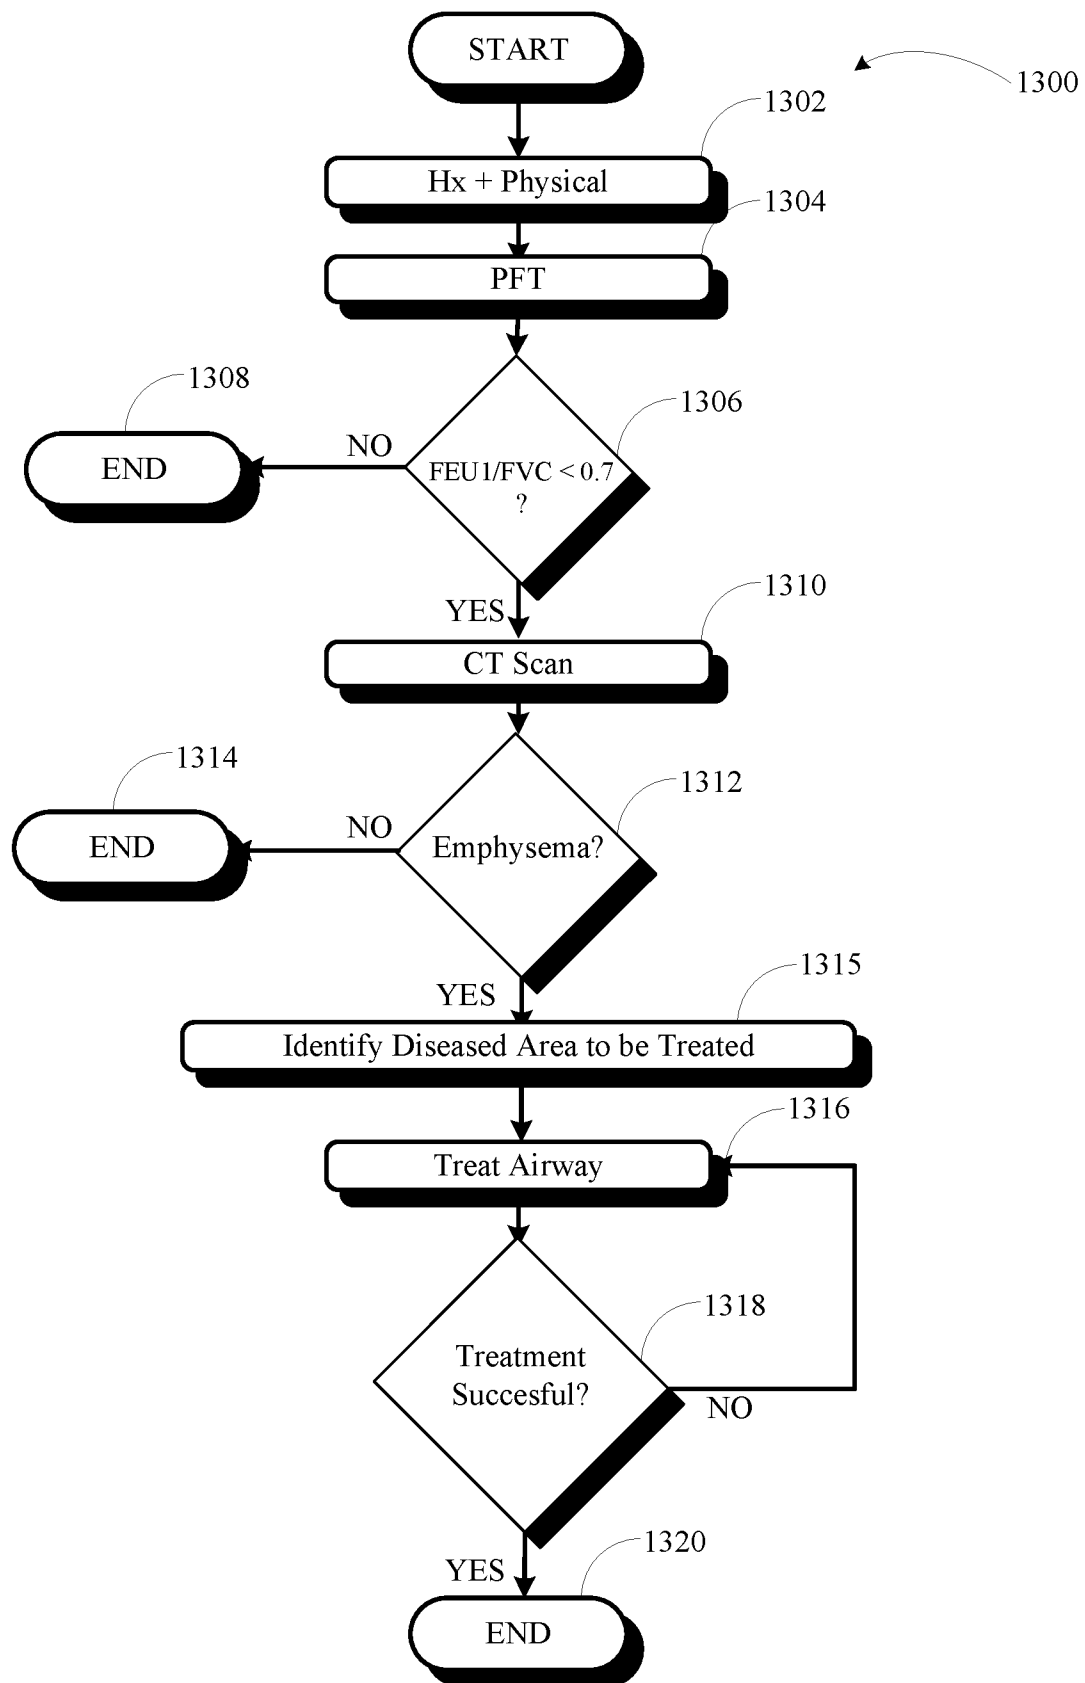 START
1300
1302
Hx + Physical
1304
PFT
1308
1306
END
NO
FEU1/FVC < 0.7
?
YES
1310
CT Scan
1314
1312
END
NO
Emphysema?
1315
YES
Identify Diseased Area to be Treated
1316
Treat Airway
1318
Treatment
Succesful?
NO
1320
YES
END